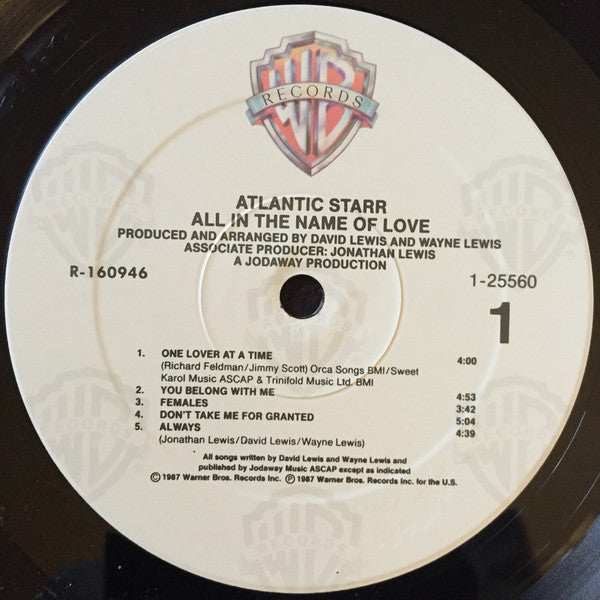 WB
RECORDS
ATLANTIC STARR
ALL IN THE NAME OF LOVE
PRODUCED AND ARRANGED BY DAVID LEWIS AND WAYNE LEWIS
ASSOCIATE PRODUCER: JONATHAN LEWIS
A JODAWAY PRODUCTION
R-160946
1-25560
1
1. ONE LOVER AT A TIME
(Richard Feldman/Jimmy Scott) Orca Songs BMI/Sweet 4:00
Karol Music ASCAP & Trinifold Music Ltd. BMI
2. YOU BELONG WITH ME 4:53
3. FEMALES 3:42
4. DON'T TAKE ME FOR GRANTED 5:04
5. ALWAYS 4:39
(Jonathan Lewis/David Lewis/Wayne Lewis)
All songs written by David Lewis and Wayne Lewis and
published by Jodaway Music ASCAP except as indicated
© 1987 Warner Bros. Records Inc. ℗ 1987 Warner Bros. Records Inc. for the U.S.